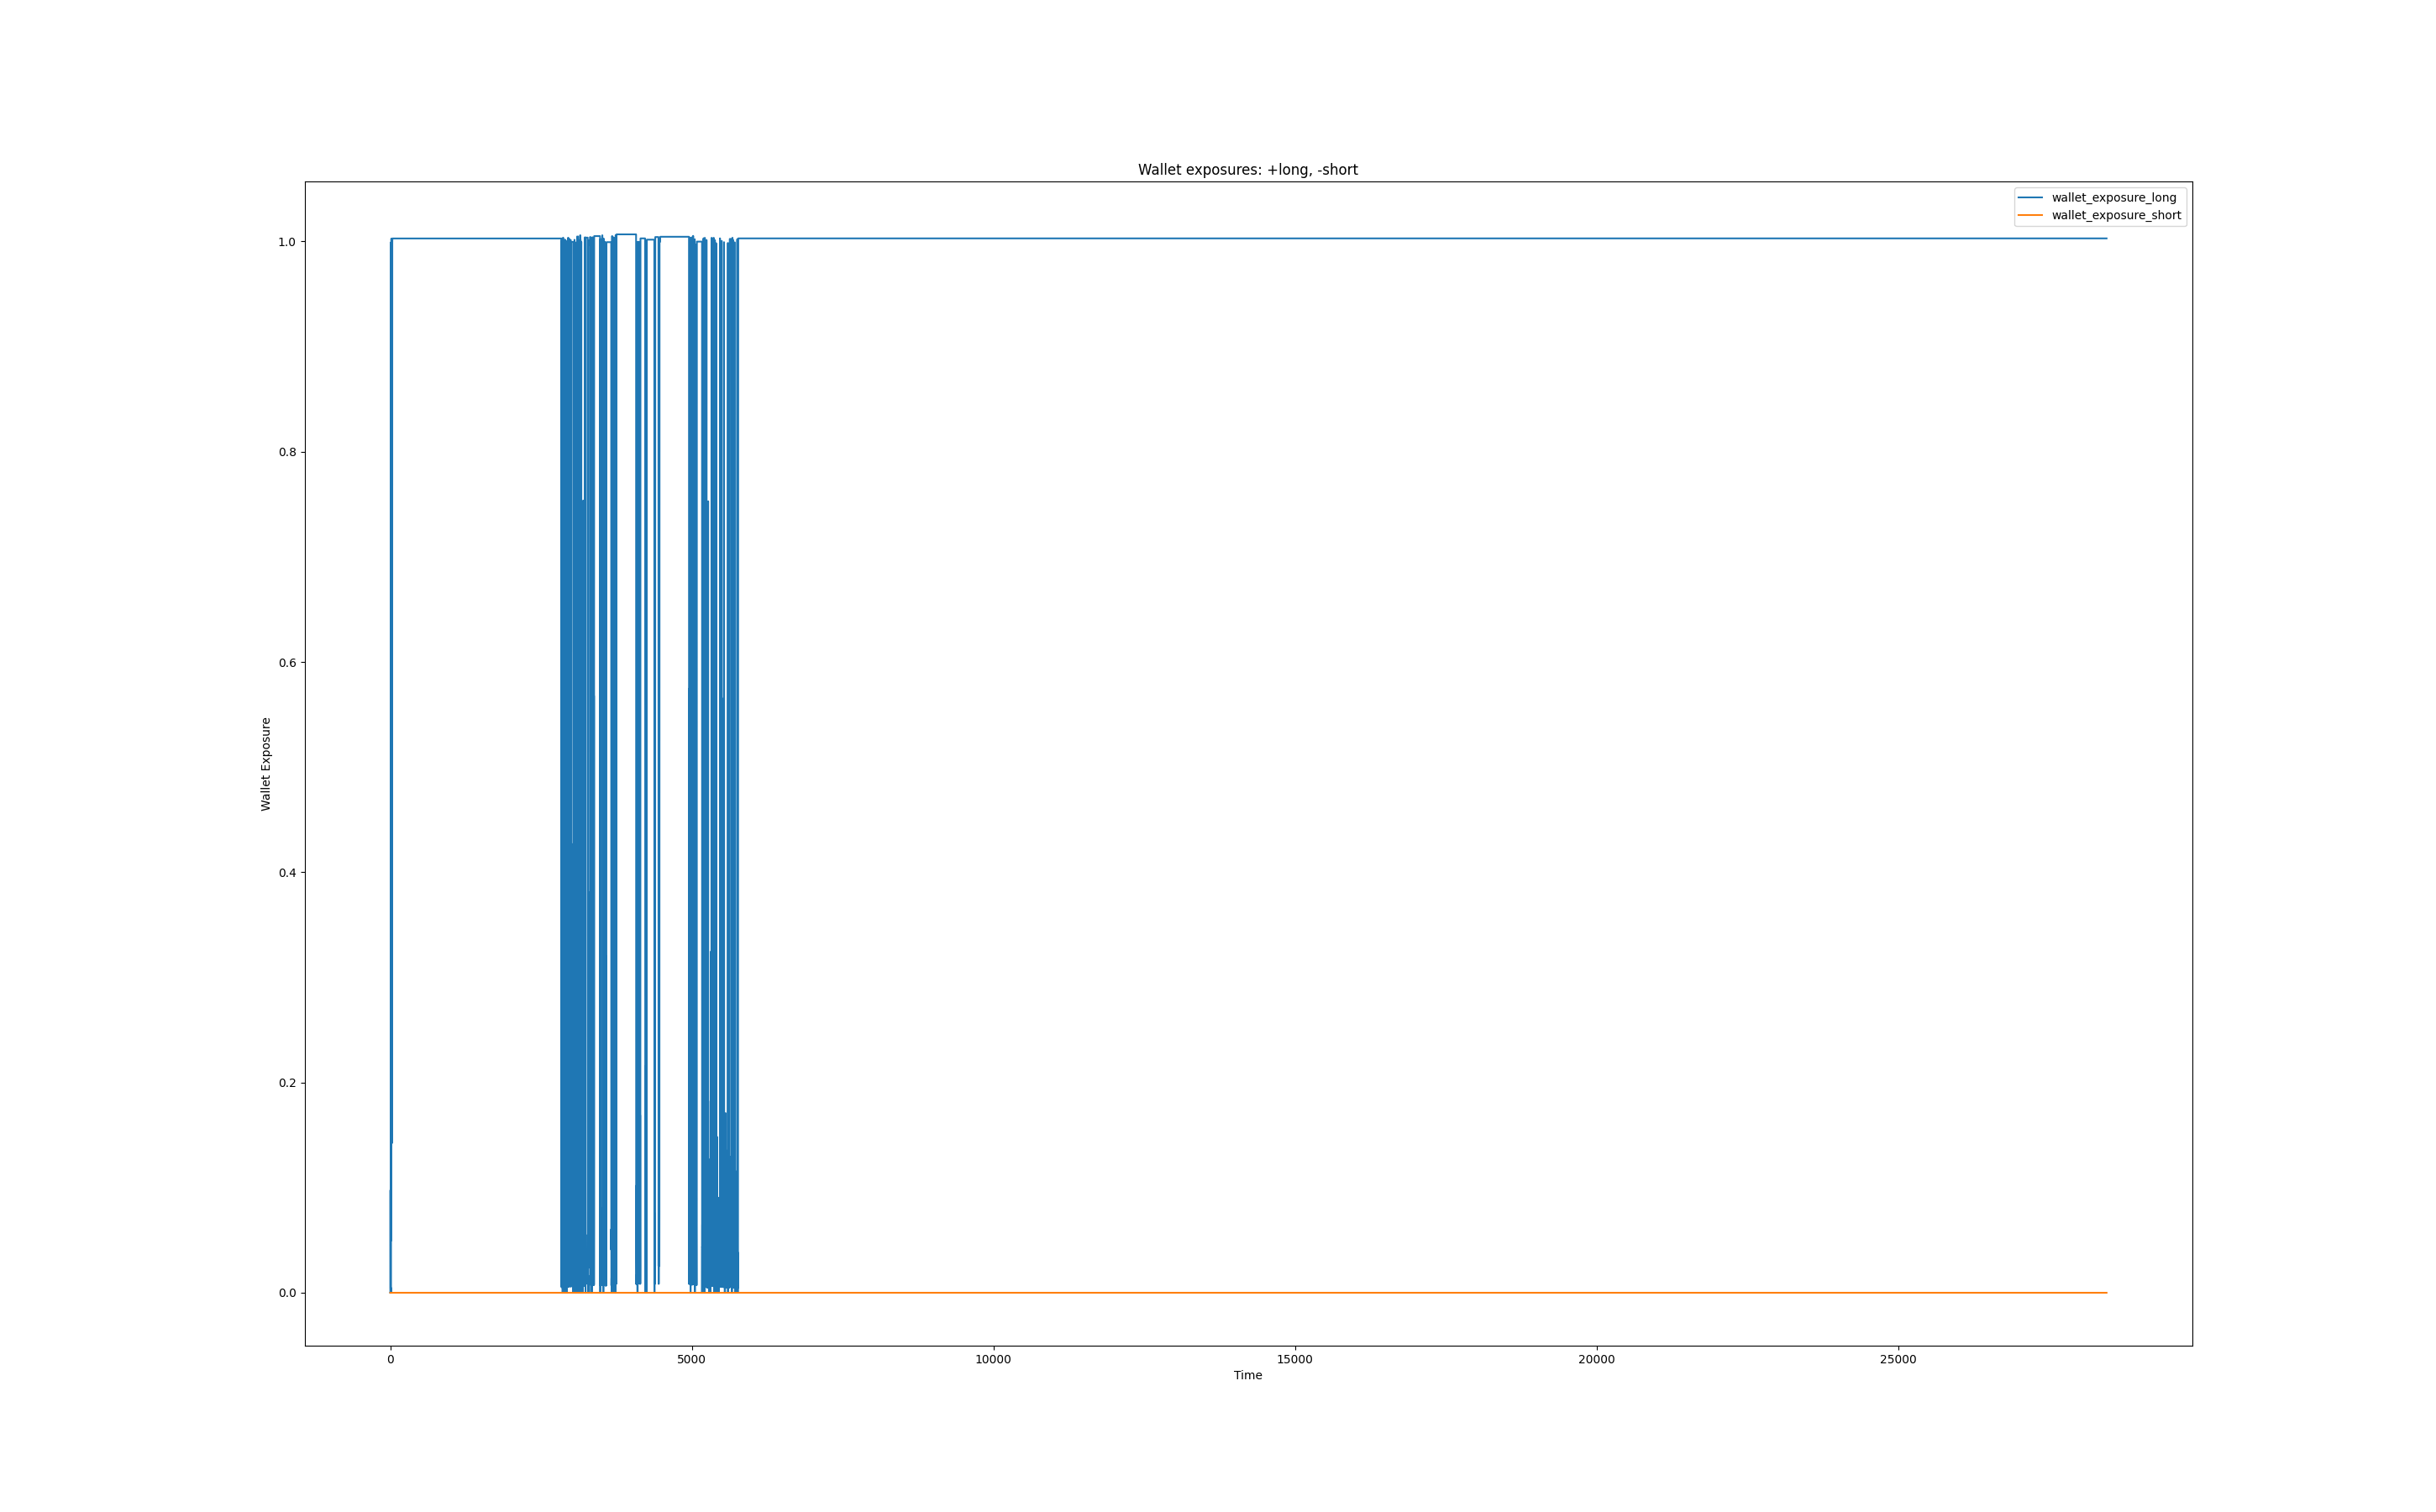 Wallet exposures: +long, -short
wallet_exposure_long
wallet_exposure_short
1.0
0.8
0.6
0.4
0.2
0.0
Wallet Exposure
0 5000 10000 15000 20000 25000
Time